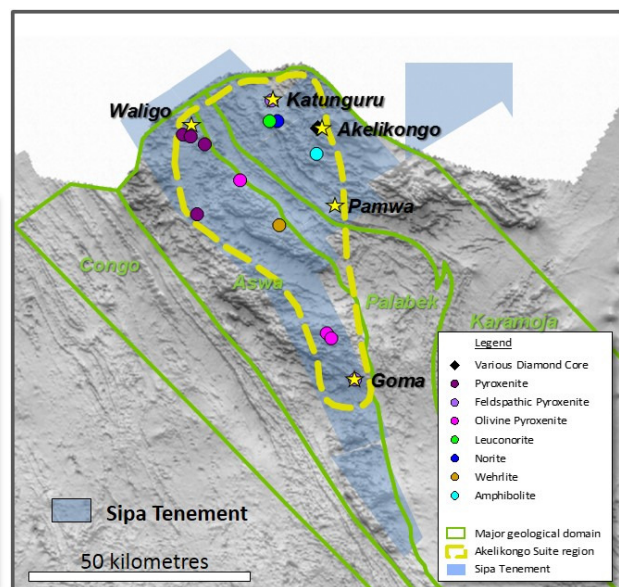 Waligo
Katunguru
Akelikongo
Pamwa
Congo
Aswa
Palabek
Karamoja
Goma
Legend
Various Diamond Core
Pyroxenite
Feldspathic Pyroxenite
Olivine Pyroxenite
Leuconorite
Norite
Wehrlite
Amphibolite
Major geological domain
Akelikongo Suite region
Sipa Tenement
Sipa Tenement
50 kilometres